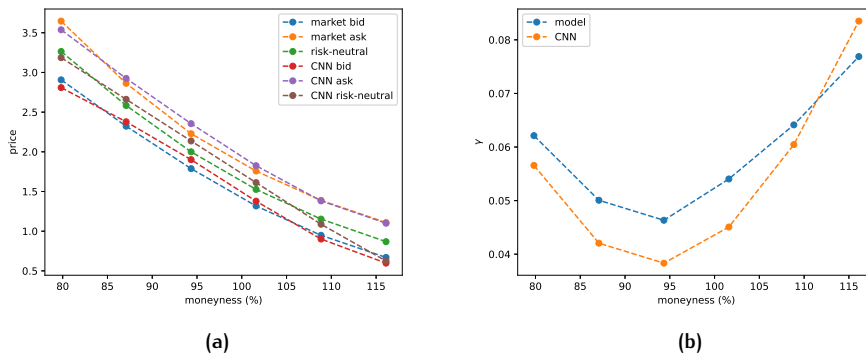 market bid
market ask
risk-neutral
CNN bid
CNN ask
CNN risk-neutral
3.5
3.0
2.5
2.0
1.5
1.0
0.5
price
80 85 90 95 100 105 110 115
moneyness (%)
(a)
model
CNN
0.08
0.07
0.06
0.05
0.04
γ
80 85 90 95 100 105 110 115
moneyness (%)
(b)